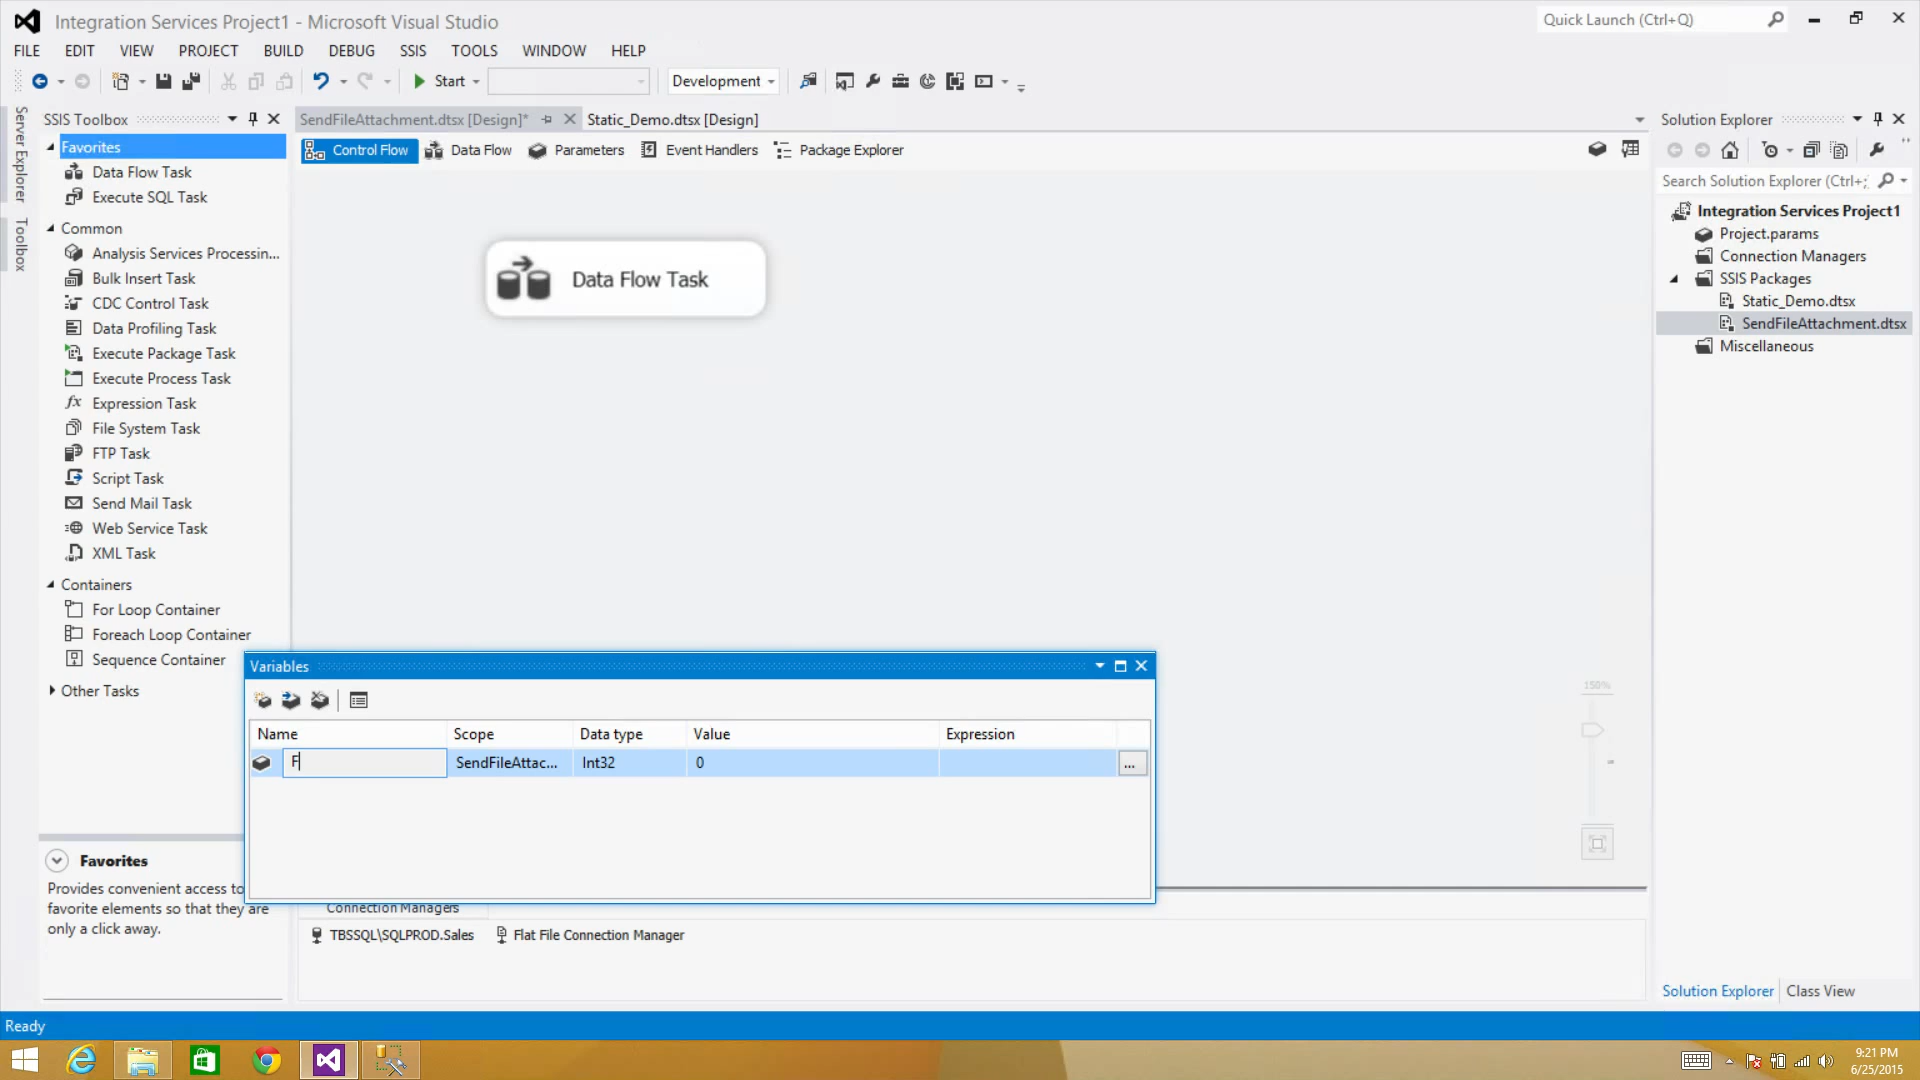 Integration Services Project1 - Microsoft Visual Studio
Quick Launch (Ctrl+Q)
FILE EDIT VIEW PROJECT BUILD DEBUG SSIS TOOLS WINDOW HELP
Start Development
Server Explorer
Toolbox
SSIS Toolbox
Favorites
Data Flow Task
Execute SQL Task
Common
Analysis Services Processin...
Bulk Insert Task
CDC Control Task
Data Profiling Task
Execute Package Task
Execute Process Task
Expression Task
File System Task
FTP Task
Script Task
Send Mail Task
Web Service Task
XML Task
Containers
For Loop Container
Foreach Loop Container
Sequence Container
Other Tasks
Favorites
Provides convenient access to
favorite elements so that they are
only a click away.
SendFileAttachment.dtsx [Design]* Static_Demo.dtsx [Design]
Control Flow Data Flow Parameters Event Handlers Package Explorer
Data Flow Task
150%
Variables
Name Scope Data type Value Expression
F SendFileAttac... Int32 0 ...
Connection Managers
TBSSQL\SQLPROD.Sales Flat File Connection Manager
Solution Explorer
Search Solution Explorer (Ctrl+;
Integration Services Project1
Project.params
Connection Managers
SSIS Packages
Static_Demo.dtsx
SendFileAttachment.dtsx
Miscellaneous
Solution Explorer Class View
Ready
9:21 PM
6/25/2015